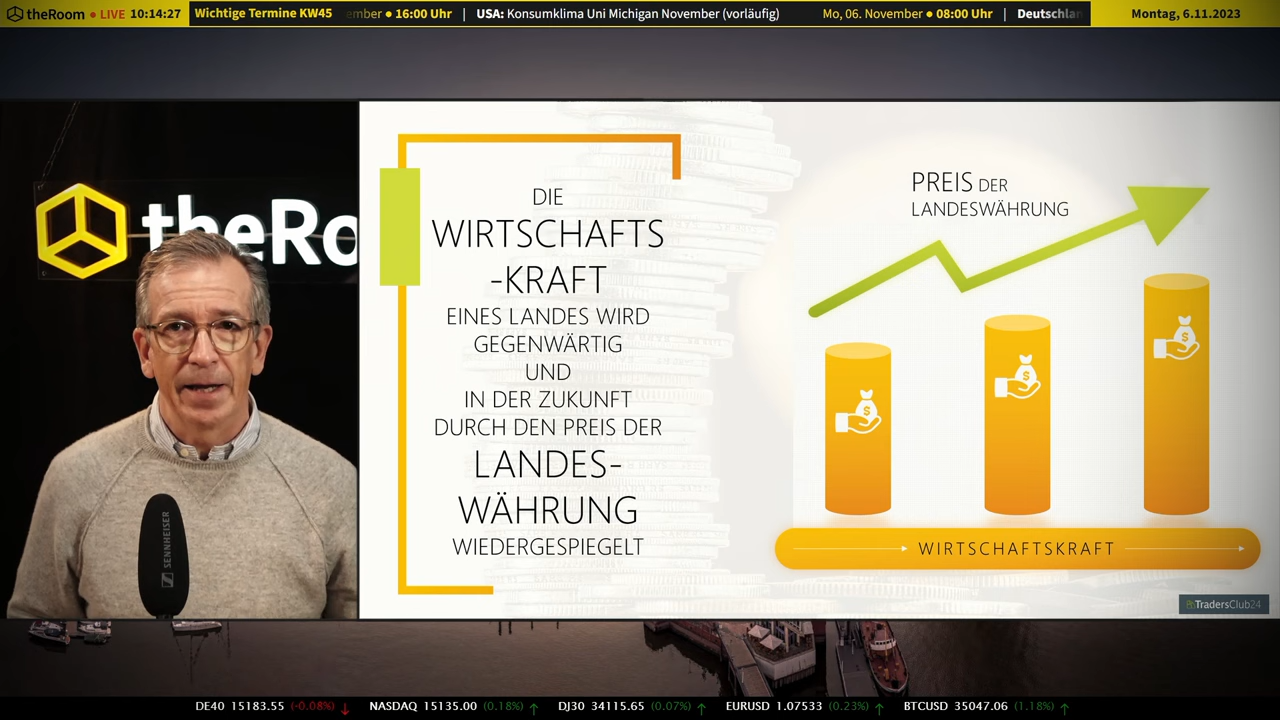 theRoom • LIVE 10:14:27
Wichtige Termine KW45
ember • 16:00 Uhr | USA: Konsumklima Uni Michigan November (vorläufig) Mo, 06. November • 08:00 Uhr |
Montag, 6.11.2023
theRo
SENNHEISER
DIE
WIRTSCHAFTS
-KRAFT
EINES LANDES WIRD
GEGENWÄRTIG
UND
IN DER ZUKUNFT
DURCH DEN PREIS DER
LANDES-
WÄHRUNG
WIEDERGESPIEGELT
PREIS DER
LANDESWÄHRUNG
$
$
$
WIRTSCHAFTSKRAFT
TradersClub24
DE40 15183.55 (-0.08%) ↓ NASDAQ 15135.00 (0.18%) ↑ DJ30 34115.65 (0.07%) ↑ EURUSD 1.07533 (0.23%) ↑ BTCUSD 35047.06 (1.18%) ↑